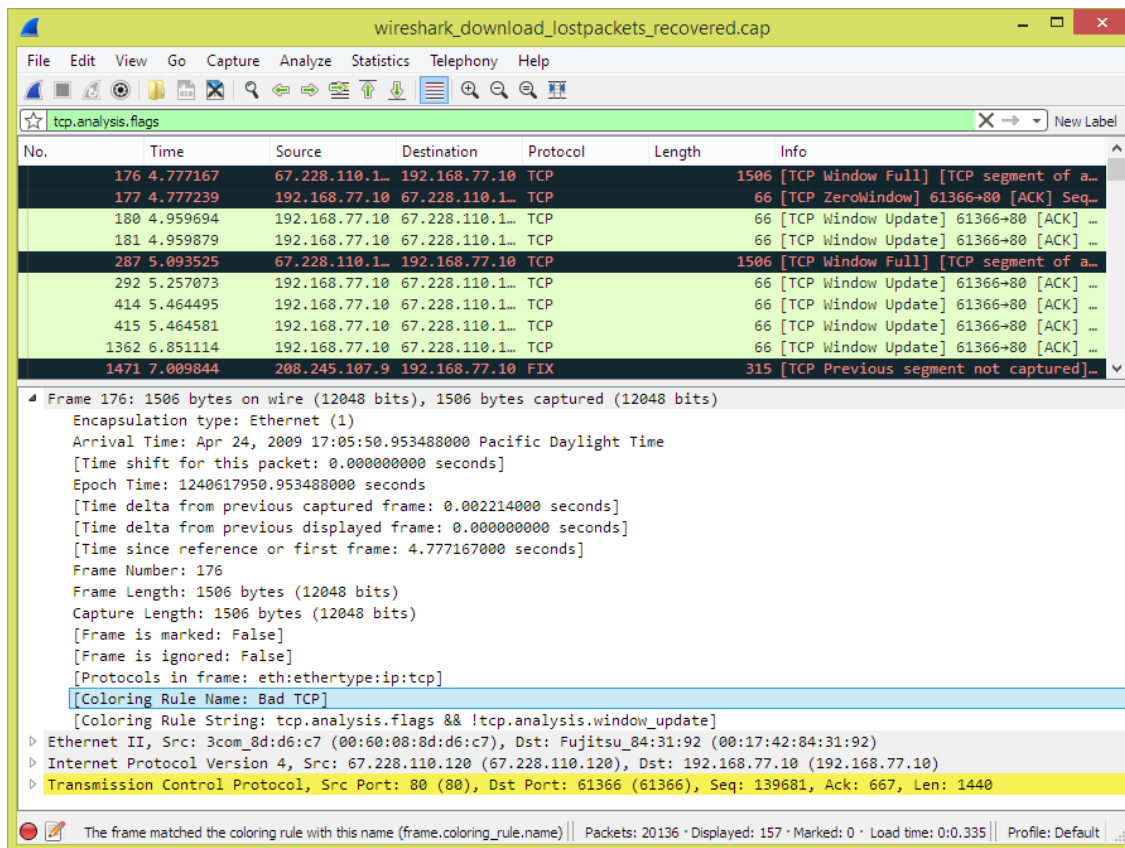 wireshark_download_lostpackets_recovered.cap
File Edit View Go Capture Analyze Statistics Telephony Help
tcp.analysis.flags New Label
No. Time Source Destination Protocol Length Info
176 4.777167 67.228.110.1… 192.168.77.10 TCP 1506 [TCP Window Full] [TCP segment of a…
177 4.777239 192.168.77.10 67.228.110.1… TCP 66 [TCP ZeroWindow] 61366→80 [ACK] Seq…
180 4.959694 192.168.77.10 67.228.110.1… TCP 66 [TCP Window Update] 61366→80 [ACK] …
181 4.959879 192.168.77.10 67.228.110.1… TCP 66 [TCP Window Update] 61366→80 [ACK] …
287 5.093525 67.228.110.1… 192.168.77.10 TCP 1506 [TCP Window Full] [TCP segment of a…
292 5.257073 192.168.77.10 67.228.110.1… TCP 66 [TCP Window Update] 61366→80 [ACK] …
414 5.464495 192.168.77.10 67.228.110.1… TCP 66 [TCP Window Update] 61366→80 [ACK] …
415 5.464581 192.168.77.10 67.228.110.1… TCP 66 [TCP Window Update] 61366→80 [ACK] …
1362 6.851114 192.168.77.10 67.228.110.1… TCP 66 [TCP Window Update] 61366→80 [ACK] …
1471 7.009844 208.245.107.9 192.168.77.10 FIX 315 [TCP Previous segment not captured]…
Frame 176: 1506 bytes on wire (12048 bits), 1506 bytes captured (12048 bits)
Encapsulation type: Ethernet (1)
Arrival Time: Apr 24, 2009 17:05:50.953488000 Pacific Daylight Time
[Time shift for this packet: 0.000000000 seconds]
Epoch Time: 1240617950.953488000 seconds
[Time delta from previous captured frame: 0.002214000 seconds]
[Time delta from previous displayed frame: 0.000000000 seconds]
[Time since reference or first frame: 4.777167000 seconds]
Frame Number: 176
Frame Length: 1506 bytes (12048 bits)
Capture Length: 1506 bytes (12048 bits)
[Frame is marked: False]
[Frame is ignored: False]
[Protocols in frame: eth:ethertype:ip:tcp]
[Coloring Rule Name: Bad TCP]
[Coloring Rule String: tcp.analysis.flags && !tcp.analysis.window_update]
Ethernet II, Src: 3com_8d:d6:c7 (00:60:08:8d:d6:c7), Dst: Fujitsu_84:31:92 (00:17:42:84:31:92)
Internet Protocol Version 4, Src: 67.228.110.120 (67.228.110.120), Dst: 192.168.77.10 (192.168.77.10)
Transmission Control Protocol, Src Port: 80 (80), Dst Port: 61366 (61366), Seq: 139681, Ack: 667, Len: 1440
The frame matched the coloring rule with this name (frame.coloring_rule.name) Packets: 20136 · Displayed: 157 · Marked: 0 · Load time: 0:0.335 Profile: Default